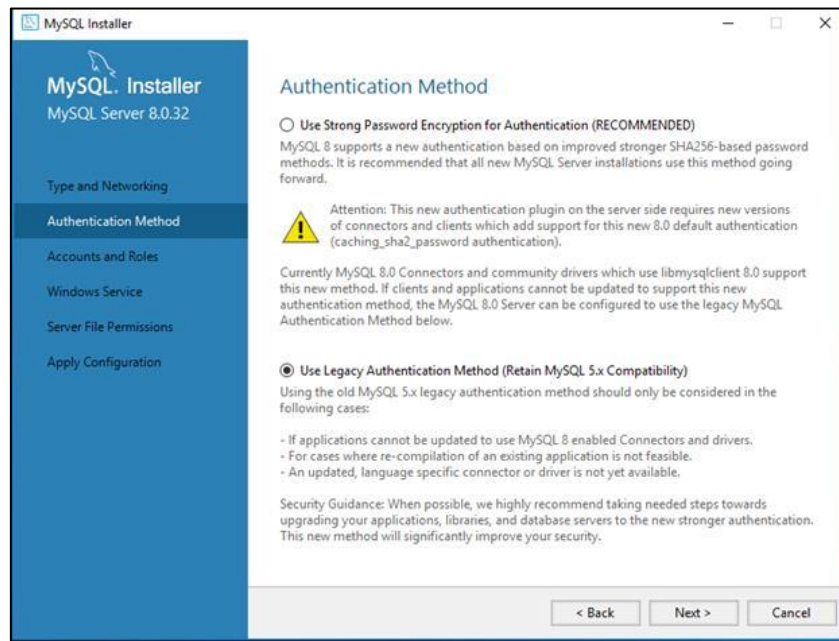 MySQL Installer
MySQL. Installer
MySQL Server 8.0.32
Type and Networking
Authentication Method
Accounts and Roles
Windows Service
Server File Permissions
Apply Configuration
Authentication Method
Use Strong Password Encryption for Authentication (RECOMMENDED)
MySQL 8 supports a new authentication based on improved stronger SHA256-based password
methods. It is recommended that all new MySQL Server installations use this method going
forward.
Attention: This new authentication plugin on the server side requires new versions
of connectors and clients which add support for this new 8.0 default authentication
(caching_sha2_password authentication).
Currently MySQL 8.0 Connectors and community drivers which use libmysqlclient 8.0 support
this new method. If clients and applications cannot be updated to support this new
authentication method, the MySQL 8.0 Server can be configured to use the legacy MySQL
Authentication Method below.
Use Legacy Authentication Method (Retain MySQL 5.x Compatibility)
Using the old MySQL 5.x legacy authentication method should only be considered in the
following cases:
- If applications cannot be updated to use MySQL 8 enabled Connectors and drivers.
- For cases where re-compilation of an existing application is not feasible.
- An updated, language specific connector or driver is not yet available.
Security Guidance: When possible, we highly recommend taking needed steps towards
upgrading your applications, libraries, and database servers to the new stronger authentication.
This new method will significantly improve your security.
< Back
Next >
Cancel